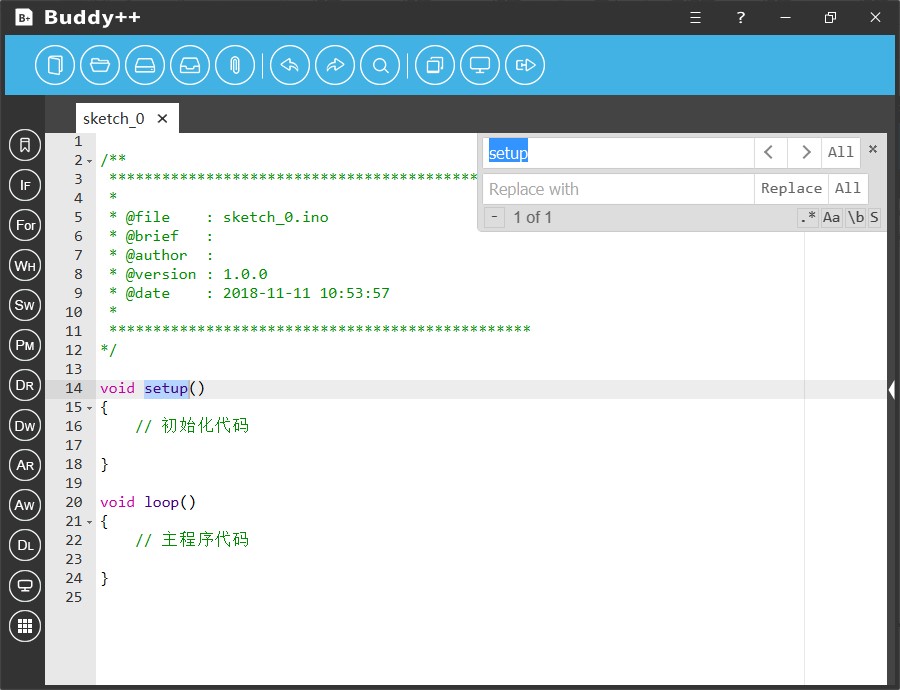 B+ Buddy++ ?
sketch_0 ×
setup < > All ×
Replace with Replace All
- 1 of 1 .* Aa \b S
IF
For
WH
SW
PM
DR
DW
AR
AW
DL
1
2 /**
3 ******************************************
4 *
5 * @file : sketch_0.ino
6 * @brief :
7 * @author :
8 * @version : 1.0.0
9 * @date : 2018-11-11 10:53:57
10 *
11 ************************************************
12 */
13
14 void setup()
15 {
16 // 初始化代码
17
18 }
19
20 void loop()
21 {
22 // 主程序代码
23
24 }
25